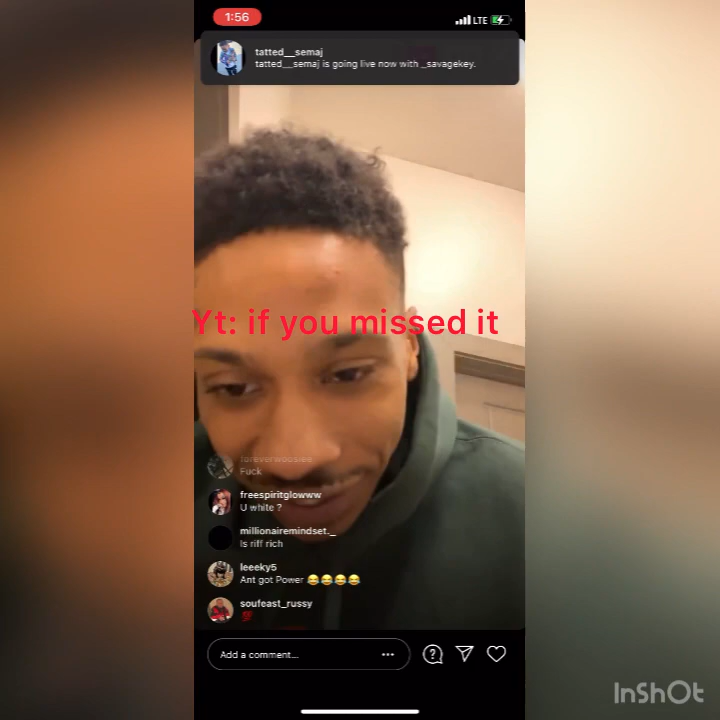 1:56
LTE
tatted__semaj
tatted__semaj is going live now with _savagekey.
Yt: if you missed it
foreverwoosiee
Fuck
freespiritglowww
U white ?
millionairemindset._
Is riff rich
leeeky5
Ant got Power 😂😂😂😂
soufeast_russy
💯
Add a comment...
InShOt